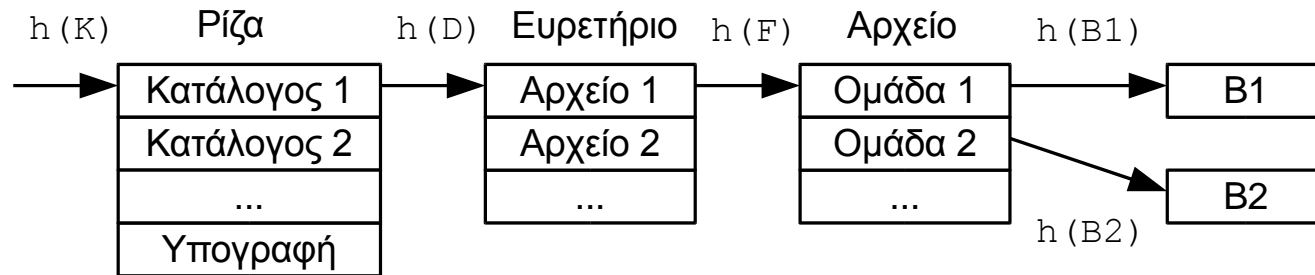 h(K) Ρίζα h(D) Ευρετήριο h(F) Αρχείο h(B1)
Κατάλογος 1 Αρχείο 1 Ομάδα 1 B1
Κατάλογος 2 Αρχείο 2 Ομάδα 2
... ... ... B2
Υπογραφή h(B2)